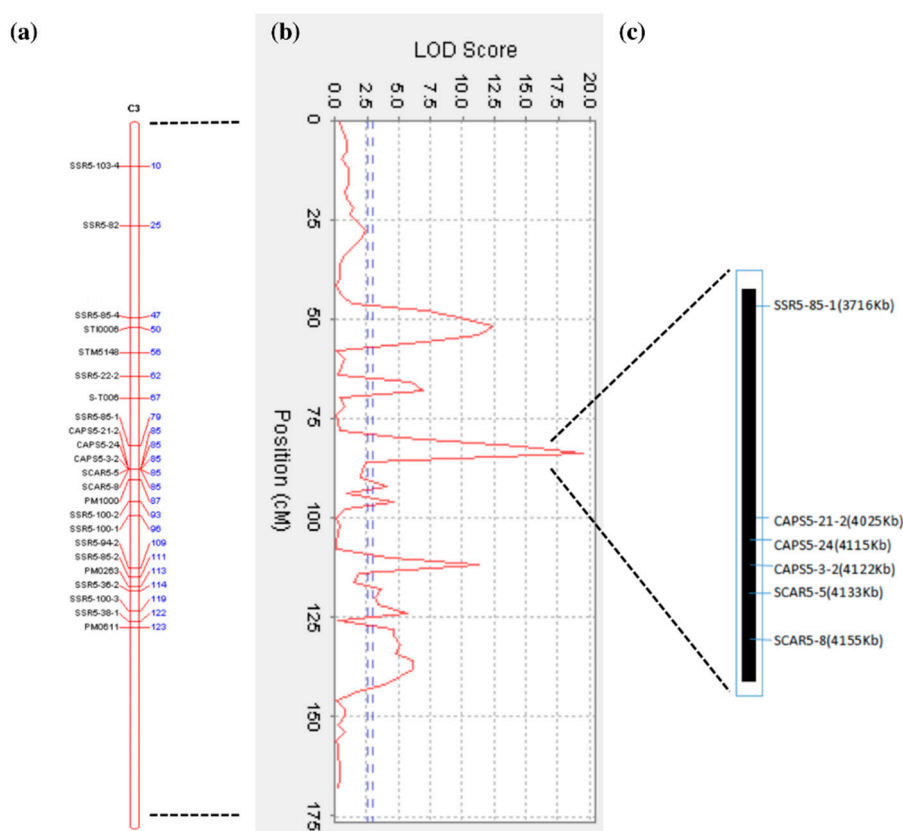 (a)
C3
SSR5-103-4 10
SSR5-82 25
SSR5-85-4 47
STI0006 50
STM5148 56
SSR5-22-2 62
S-T006 67
SSR5-85-1 79
CAPS5-21-2 85
CAPS5-24 85
CAPS5-3-2 85
SCAR5-5 85
SCAR5-8 85
PM1000 87
SSR5-100-2 93
SSR5-100-1 96
SSR5-94-2 109
SSR5-85-2 111
PM0263 113
SSR5-36-2 114
SSR5-100-3 119
SSR5-38-1 122
PM0611 123
(b)
LOD Score
0.0 2.5 5.0 7.5 10.0 12.5 15.0 17.5 20.0
0
25
50
75
100
125
150
175
Position (cM)
(c)
SSR5-85-1(3716Kb)
CAPS5-21-2(4025Kb)
CAPS5-24(4115Kb)
CAPS5-3-2(4122Kb)
SCAR5-5(4133Kb)
SCAR5-8(4155Kb)